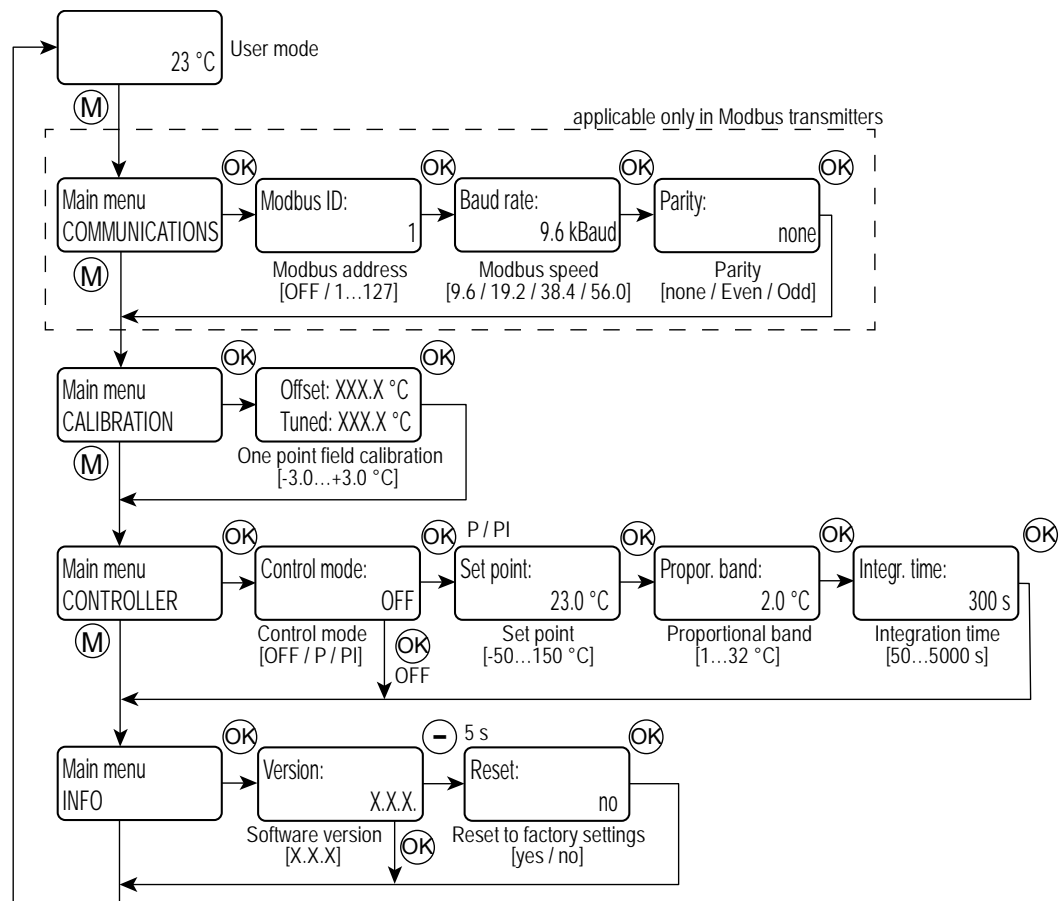 23 °C
User mode
M
applicable only in Modbus transmitters
OK
OK
OK
OK
Main menu
COMMUNICATIONS
Modbus ID:
1
Baud rate:
9.6 kBaud
Parity:
none
M
Modbus address
[OFF / 1...127]
Modbus speed
[9.6 / 19.2 / 38.4 / 56.0]
Parity
[none / Even / Odd]
OK
OK
Main menu
CALIBRATION
Offset: XXX.X °C
Tuned: XXX.X °C
M
One point field calibration
[-3.0...+3.0 °C]
OK
OK P / PI
OK
OK
OK
Main menu
CONTROLLER
Control mode:
OFF
Set point:
23.0 °C
Propor. band:
2.0 °C
Integr. time:
300 s
M
Control mode
[OFF / P / PI]
OK
OFF
Set point
[-50...150 °C]
Proportional band
[1...32 °C]
Integration time
[50...5000 s]
OK
– 5 s
OK
Main menu
INFO
Version:
X.X.X.
Reset:
no
Software version
[X.X.X]
OK
Reset to factory settings
[yes / no]